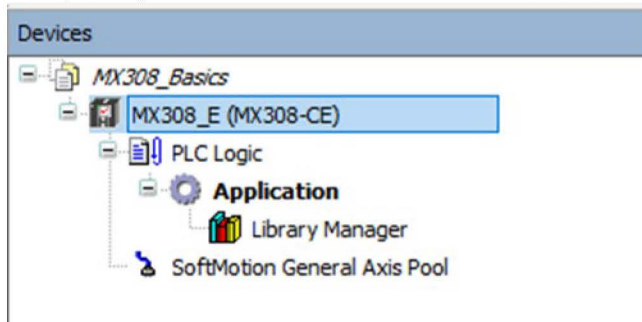 Devices
MX308_Basics
MX308_E (MX308-CE)
PLC Logic
Application
Library Manager
SoftMotion General Axis Pool